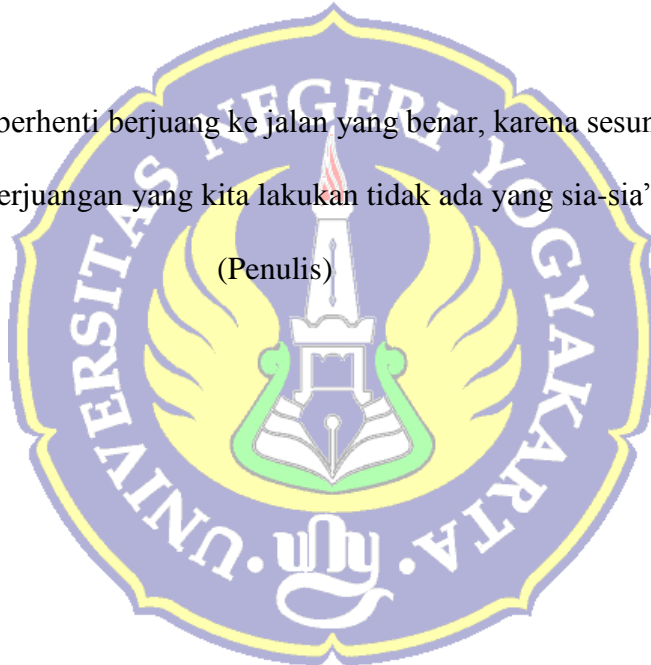 berhenti berjuang ke jalan yang benar, karena
erjuangan yang kita lakukan tidak ada yang sia-sia”
(Penulis)
UNIVERSITAS NEGERI YOGYAKARTA
uny